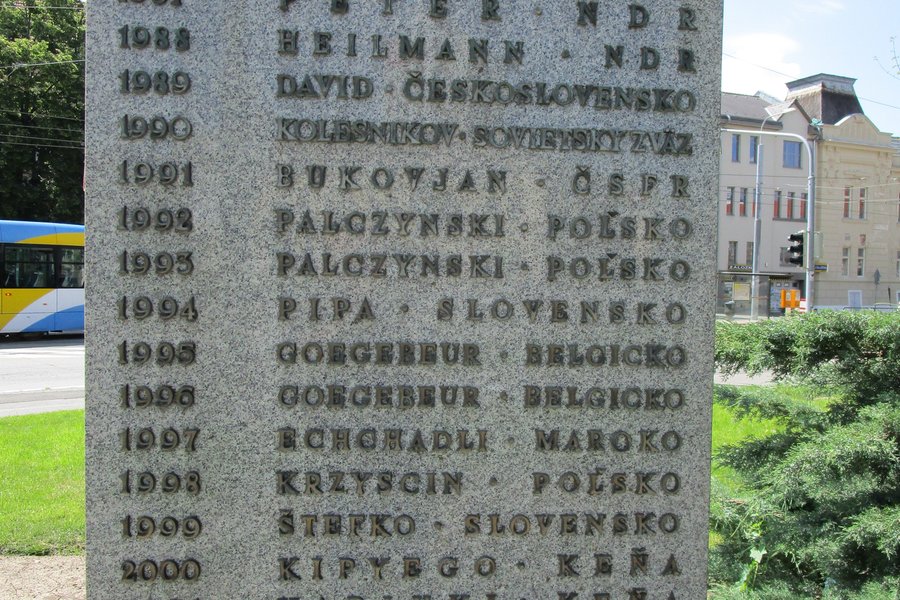 PETER · NDR
1988 HEILMANN · NDR
1989 DAVID · ČESKOSLOVENSKO
1990 KOLESNIKOV · SOVIETSKY ZVÄZ
1991 BUKOVJAN · ČSFR
1992 PALCZYNSKI · POĽSKO
1993 PALCZYNSKI · POĽSKO
1994 PIPA · SLOVENSKO
1995 GOEGEBEUR · BELGICKO
1996 GOEGEBEUR · BELGICKO
1997 ECHCHADLI · MAROKO
1998 KRZYSCIN · POĽSKO
1999 ŠTEFKO · SLOVENSKO
2000 KIPYEGO · KEŇA